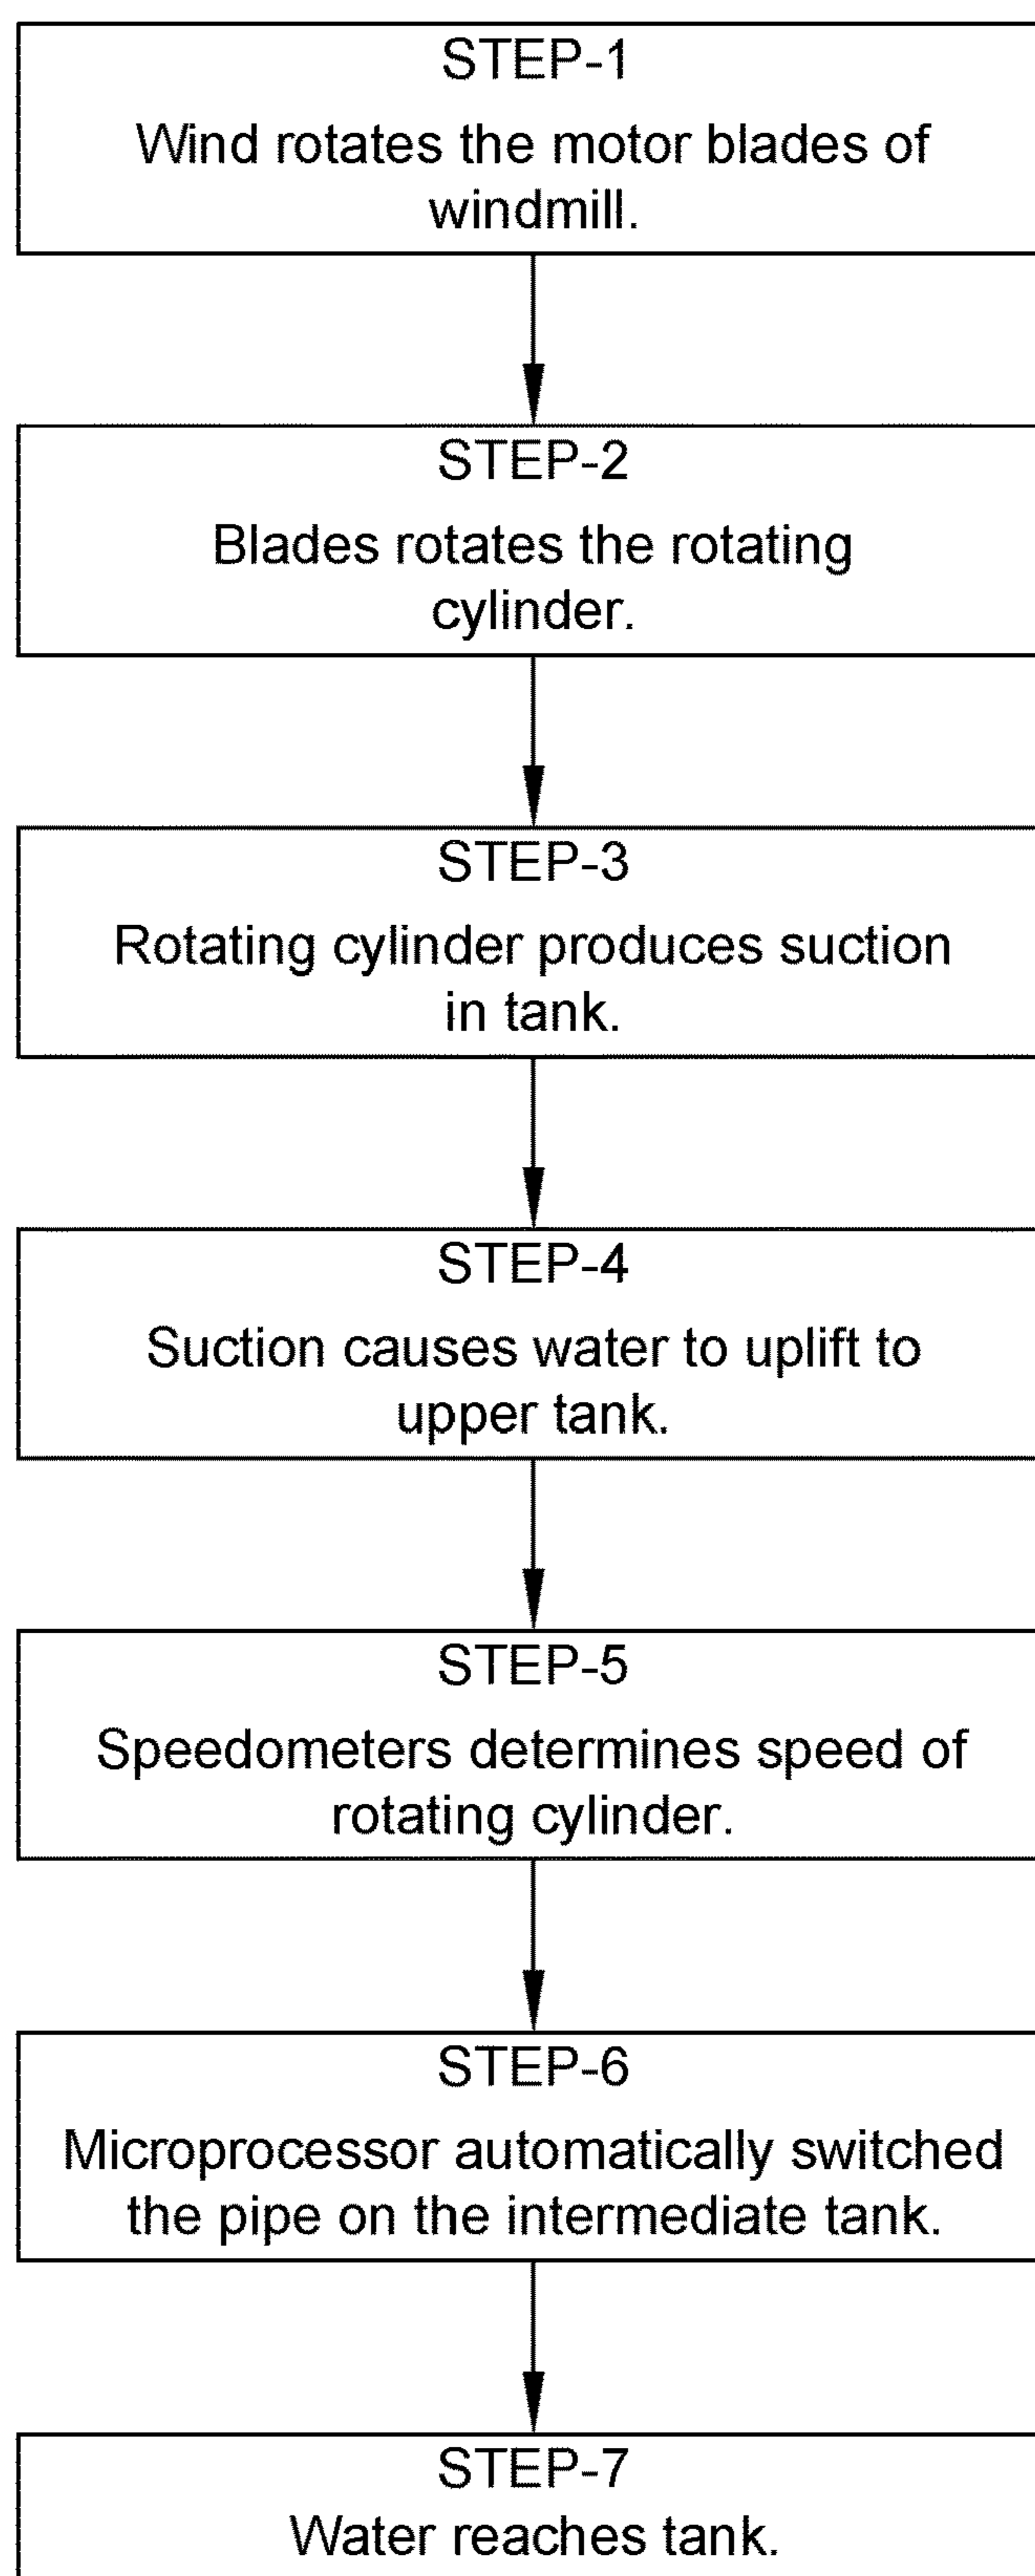 STEP-1
Wind rotates the motor blades of
windmill.
STEP-2
Blades rotates the rotating
cylinder.
STEP-3
Rotating cylinder produces suction
in tank.
STEP-4
Suction causes water to uplift to
upper tank.
STEP-5
Speedometers determines speed of
rotating cylinder.
STEP-6
Microprocessor automatically switched
the pipe on the intermediate tank.
STEP-7
Water reaches tank.